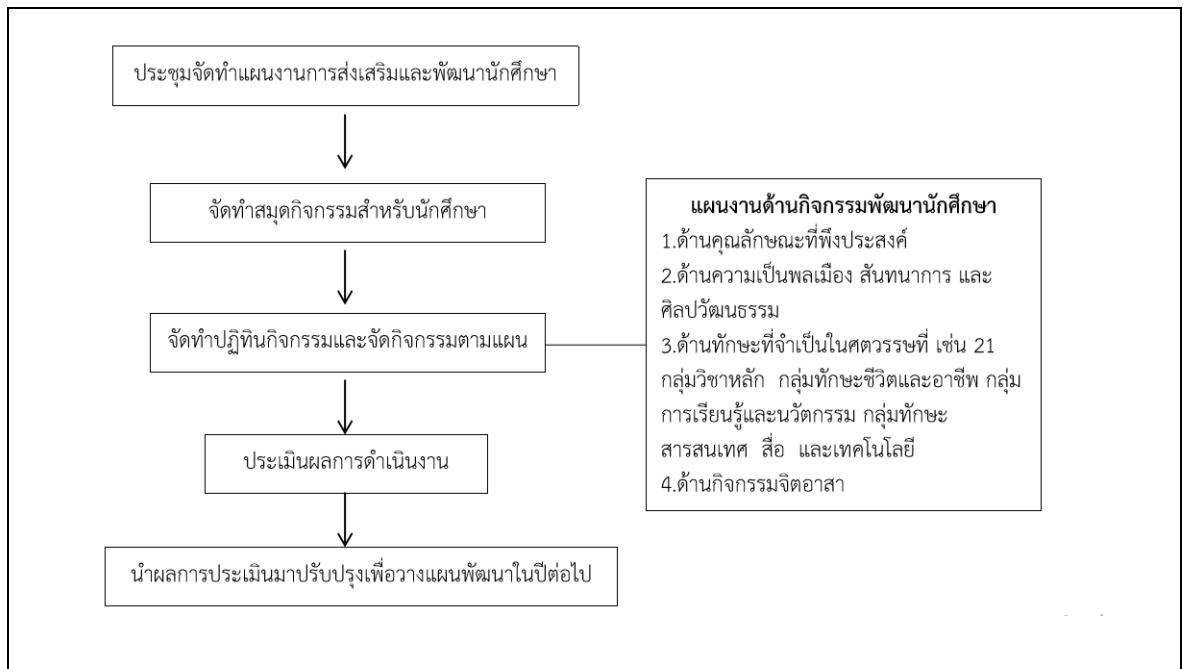 ประชุมจัดทำแผนงานการส่งเสริมและพัฒนานักศึกษา
จัดทำสมุดกิจกรรมสำหรับนักศึกษา
จัดทำปฏิทินกิจกรรมและจัดกิจกรรมตามแผน
แผนงานด้านกิจกรรมพัฒนานักศึกษา
1.ด้านคุณลักษณะที่พึงประสงค์
2.ด้านความเป็นพลเมือง สันทนาการ และ
ศิลปวัฒนธรรม
3.ด้านทักษะที่จำเป็นในศตวรรษที่ เช่น 21
กลุ่มวิชาหลัก กลุ่มทักษะชีวิตและอาชีพ กลุ่ม
การเรียนรู้และนวัตกรรม กลุ่มทักษะ
สารสนเทศ สื่อ และเทคโนโลยี
4.ด้านกิจกรรมจิตอาสา
ประเมินผลการดำเนินงาน
นำผลการประเมินมาปรับปรุงเพื่อวางแผนพัฒนาในปีต่อไป